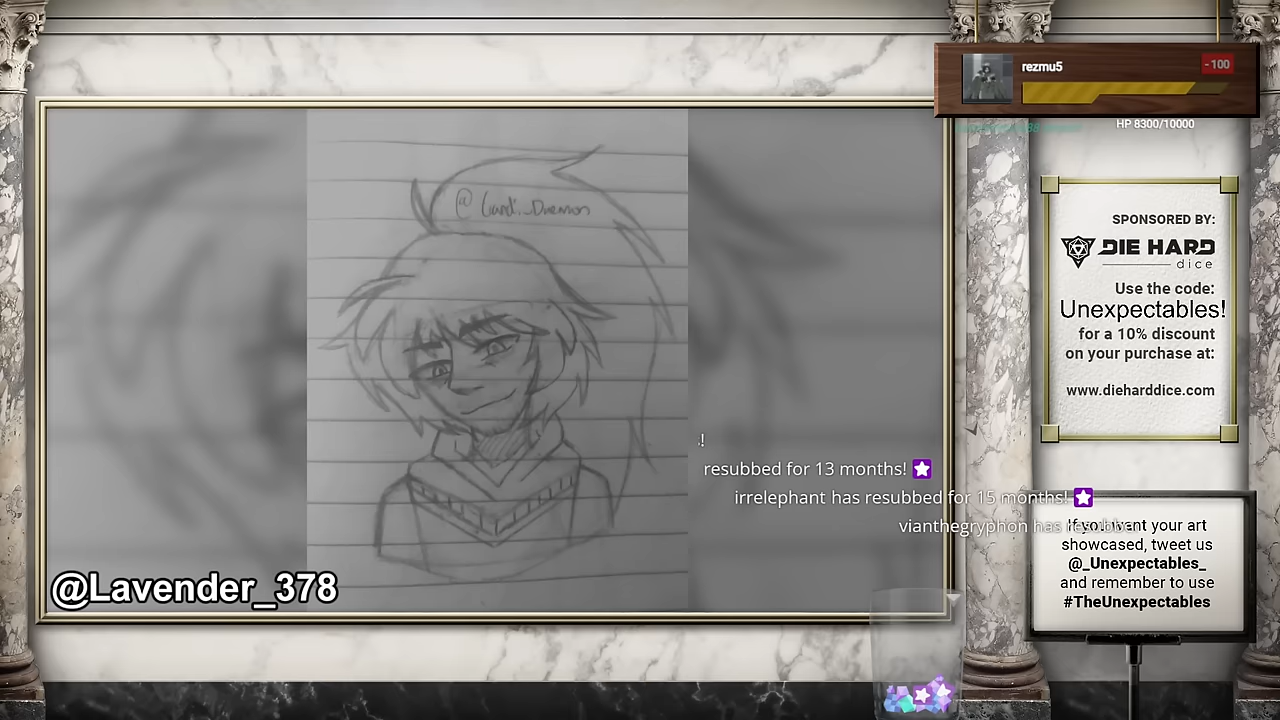 rezmu5
-100
HP 8300/10000
SPONSORED BY:
DIE HARD
dice
Use the code:
Unexpectables!
for a 10% discount
on your purchase at:
www.dieharddice.com
!
resubbed for 13 months!
irrelephant has resubbed for 15 months!
vianthegryphon has
If you want your art
showcased, tweet us
@_Unexpectables_
and remember to use
#TheUnexpectables
@Lavender_378